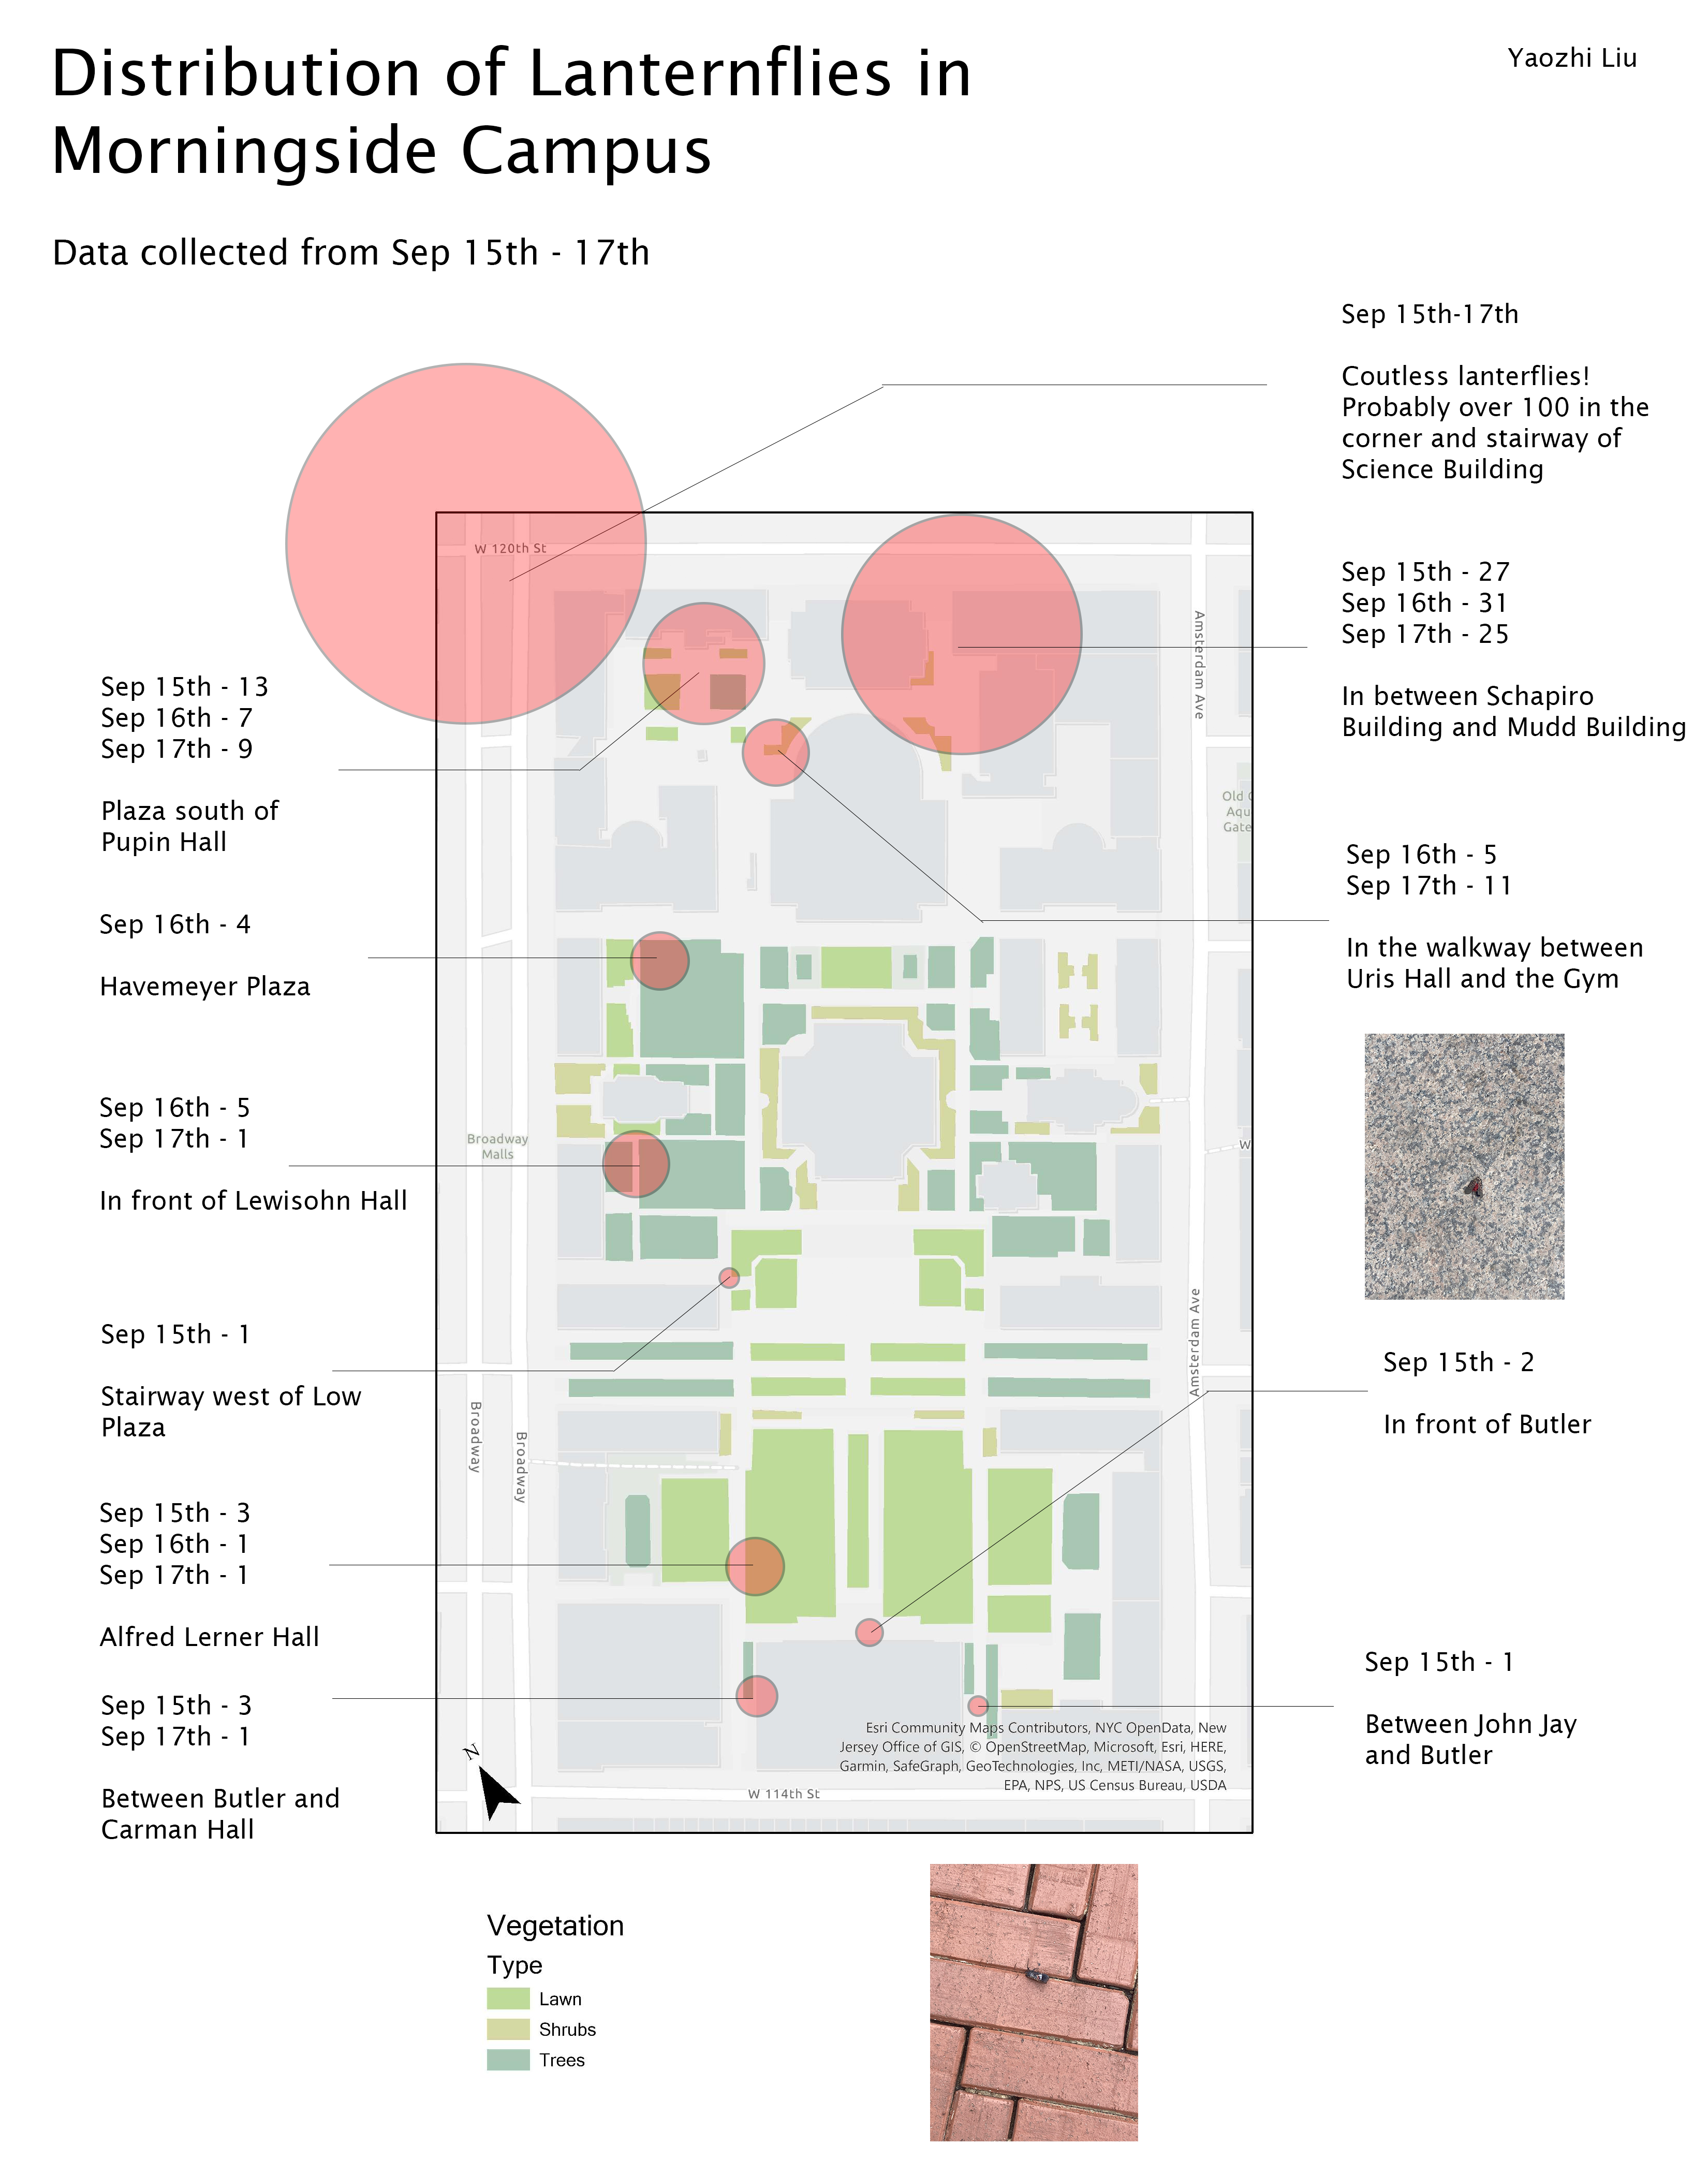 Distribution of Lanternflies in
Morningside Campus
Yaozhi Liu
Data collected from Sep 15th - 17th
Sep 15th-17th
Coutless lanterflies!
Probably over 100 in the
corner and stairway of
Science Building
Sep 15th - 27
Sep 16th - 31
Sep 17th - 25
In between Schapiro
Building and Mudd Building
Sep 15th - 13
Sep 16th - 7
Sep 17th - 9
Plaza south of
Pupin Hall
Sep 16th - 5
Sep 17th - 11
In the walkway between
Uris Hall and the Gym
Sep 16th - 4
Havemeyer Plaza
Sep 16th - 5
Sep 17th - 1
In front of Lewisohn Hall
Sep 15th - 1
Stairway west of Low
Plaza
Sep 15th - 2
In front of Butler
Sep 15th - 3
Sep 16th - 1
Sep 17th - 1
Alfred Lerner Hall
Sep 15th - 3
Sep 17th - 1
Between Butler and
Carman Hall
Sep 15th - 1
Between John Jay
and Butler
W 120th St
Amsterdam Ave
Old
Aqu
Gate
Broadway
Malls
W
Amsterdam Ave
Broadway
Broadway
W 114th St
N
Esri Community Maps Contributors, NYC OpenData, New
Jersey Office of GIS, © OpenStreetMap, Microsoft, Esri, HERE,
Garmin, SafeGraph, GeoTechnologies, Inc, METI/NASA, USGS,
EPA, NPS, US Census Bureau, USDA
Vegetation
Type
Lawn
Shrubs
Trees